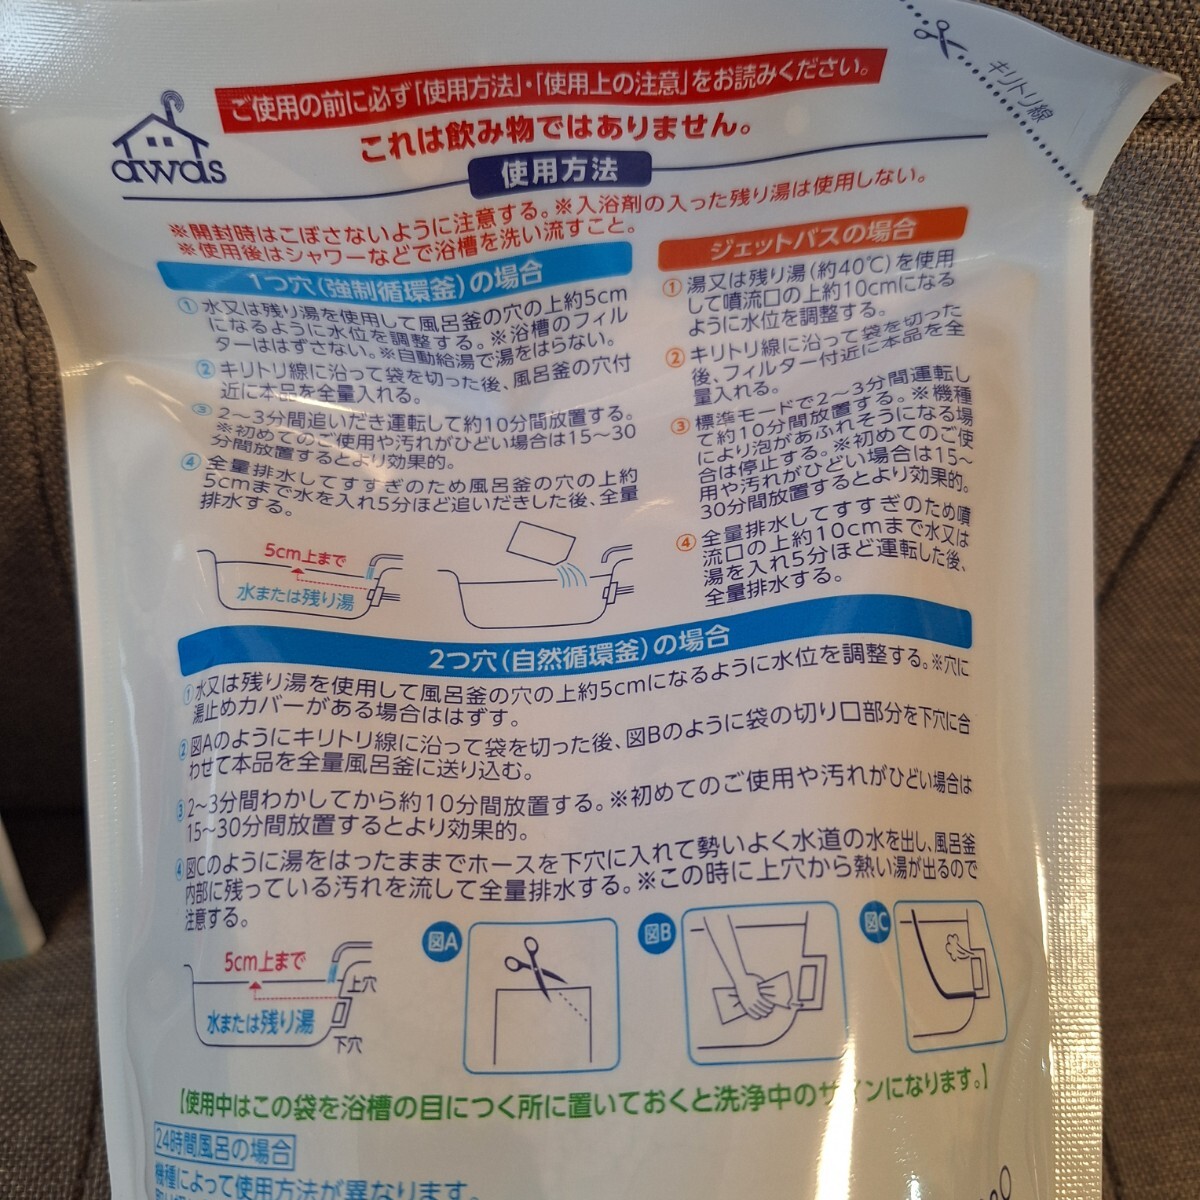 キリトリ線
ご使用の前に必ず「使用方法」・「使用上の注意」をお読みください。
これは飲み物ではありません。
awas
使用方法
※開封時はこぼさないように注意する。※入浴剤の入った残り湯は使用しない。
※使用後はシャワーなどで浴槽を洗い流すこと。
1つ穴(強制循環釜)の場合
① 水又は残り湯を使用して風呂釜の穴の上約5cm
になるように水位を調整する。※浴槽のフィル
ターははずさない。※自動給湯で湯をはらない。
② キリトリ線に沿って袋を切った後、風呂釜の穴付
近に本品を全量入れる。
③ 2〜3分間追いだき運転して約10分間放置する。
※初めてのご使用や汚れがひどい場合は15〜30
分間放置するとより効果的。
④ 全量排水してすすぎのため風呂釜の穴の上約
5cmまで水を入れ5分ほど追いだきした後、全量
排水する。
5cm上まで
水または残り湯
ジェットバスの場合
① 湯又は残り湯(約40℃)を使用
して噴流口の上約10cmになる
ように水位を調整する。
② キリトリ線に沿って袋を切った
後、フィルター付近に本品を全
量入れる。
③ 標準モードで2〜3分間運転し
て約10分間放置する。※機種
により泡があふれそうになる場
合は停止する。※初めてのご使
用や汚れがひどい場合は15〜
30分間放置するとより効果的。
④ 全量排水してすすぎのため噴
流口の上約10cmまで水又は
湯を入れ5分ほど運転した後、
全量排水する。
2つ穴(自然循環釜)の場合
① 水又は残り湯を使用して風呂釜の穴の上約5cmになるように水位を調整する。※穴に
湯止めカバーがある場合ははずす。
② 図Aのようにキリトリ線に沿って袋を切った後、図Bのように袋の切り口部分を下穴に合
わせて本品を全量風呂釜に送り込む。
③ 2〜3分間わかしてから約10分間放置する。※初めてのご使用や汚れがひどい場合は
15〜30分間放置するとより効果的。
④ 図Cのように湯をはったままでホースを下穴に入れて勢いよく水道の水を出し、風呂釜
内部に残っている汚れを流して全量排水する。※この時に上穴から熱い湯が出るので
注意する。
5cm上まで
上穴
水または残り湯
下穴
図A
図B
図C
【使用中はこの袋を浴槽の目につく所に置いておくと洗浄中のサインになります。】
24時間風呂の場合
機種によって使用方法が異なります。